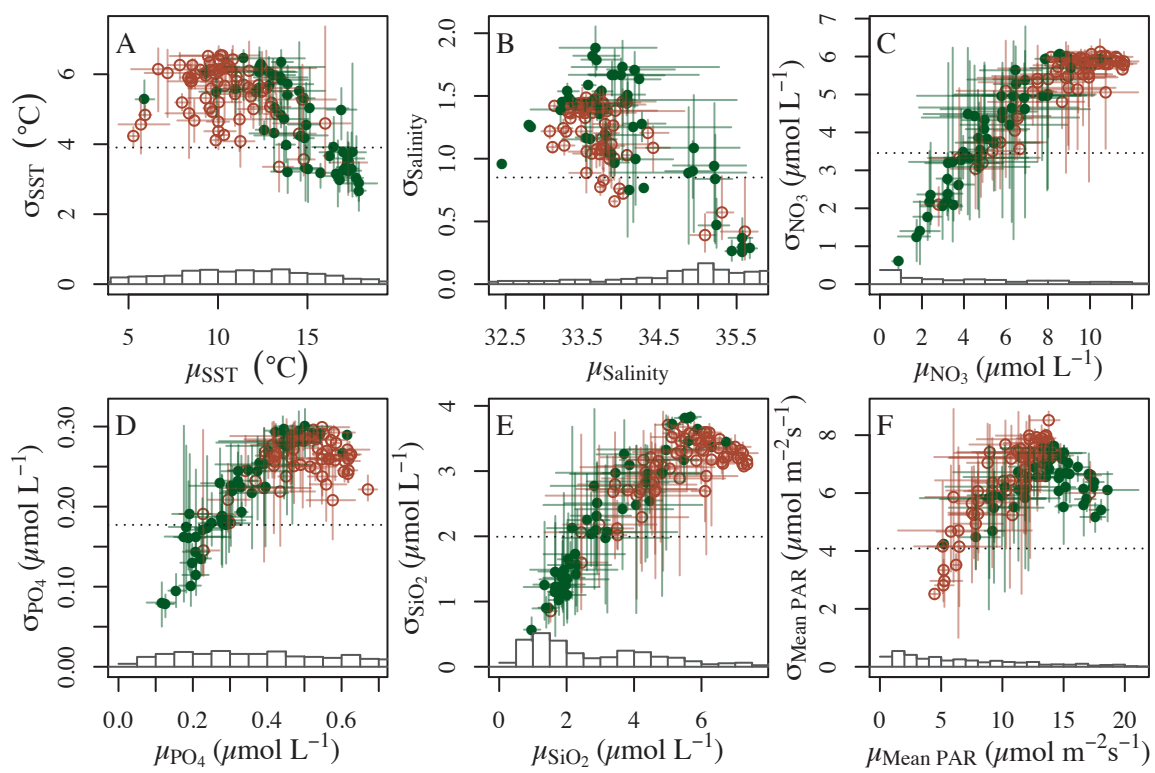 A
σSST (°C)
0 2 4 6
5 10 15
μSST (°C)
B
σSalinity
0.0 0.5 1.0 1.5 2.0
32.5 33.5 34.5 35.5
μSalinity
C
σNO3 (μmol L−1)
0 1 2 3 4 5 6 7
0 2 4 6 8 10
μNO3 (μmol L−1)
D
σPO4 (μmol L−1)
0.00 0.10 0.20 0.30
0.0 0.2 0.4 0.6
μPO4 (μmol L−1)
E
σSiO2 (μmol L−1)
0 1 2 3 4
0 2 4 6
μSiO2 (μmol L−1)
F
σMean PAR (μmol m−2s−1)
0 2 4 6 8
0 5 10 15 20
μMean PAR (μmol m−2s−1)